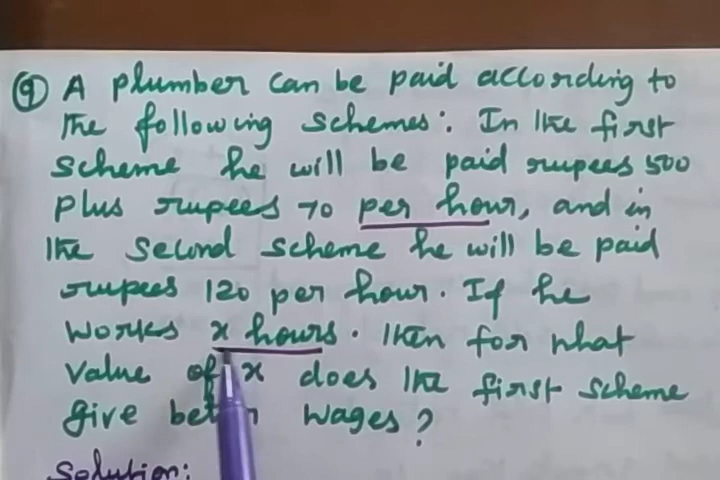 ⑨ A plumber can be paid according to
the following schemes: In the first
scheme he will be paid rupees 500
plus rupees 70 per hour, and in
the second scheme he will be paid
rupees 120 per hour. If he
works x hours. then for what
value of x does the first scheme
give better wages?
Solution: